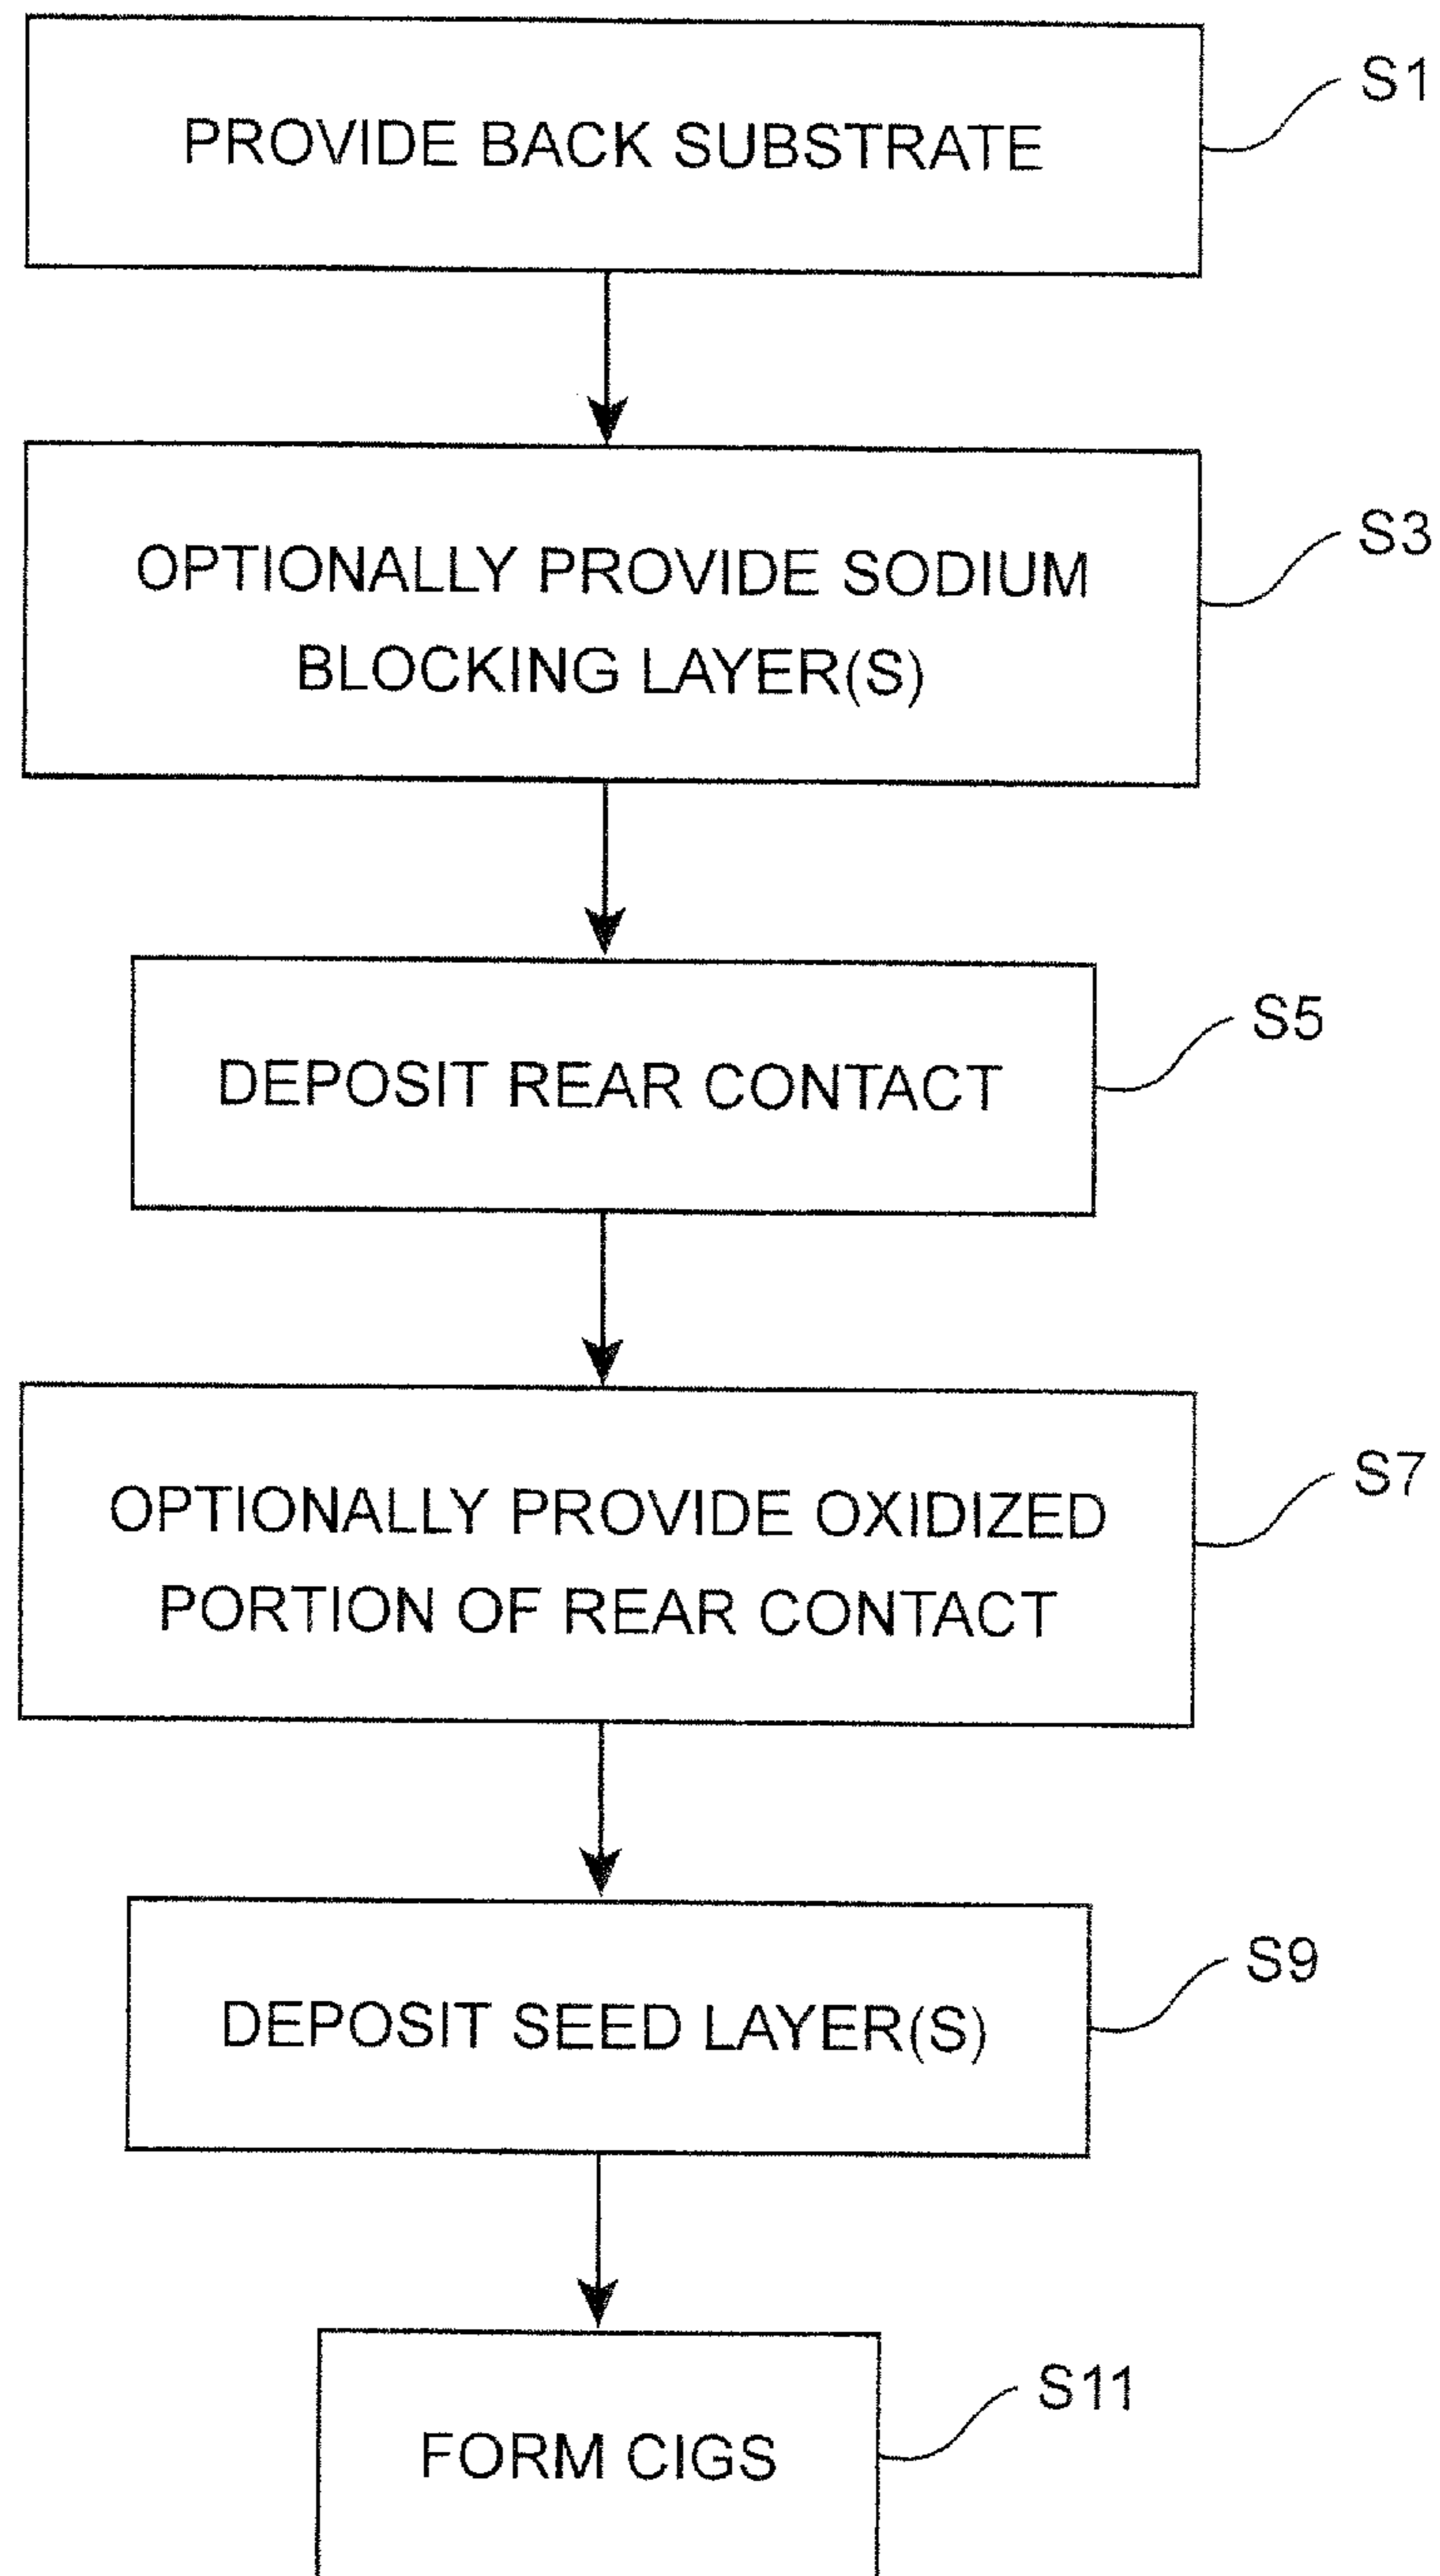 PROVIDE BACK SUBSTRATE
S1
OPTIONALLY PROVIDE SODIUM
BLOCKING LAYER(S)
S3
DEPOSIT REAR CONTACT
S5
OPTIONALLY PROVIDE OXIDIZED
PORTION OF REAR CONTACT
S7
DEPOSIT SEED LAYER(S)
S9
FORM CIGS
S11